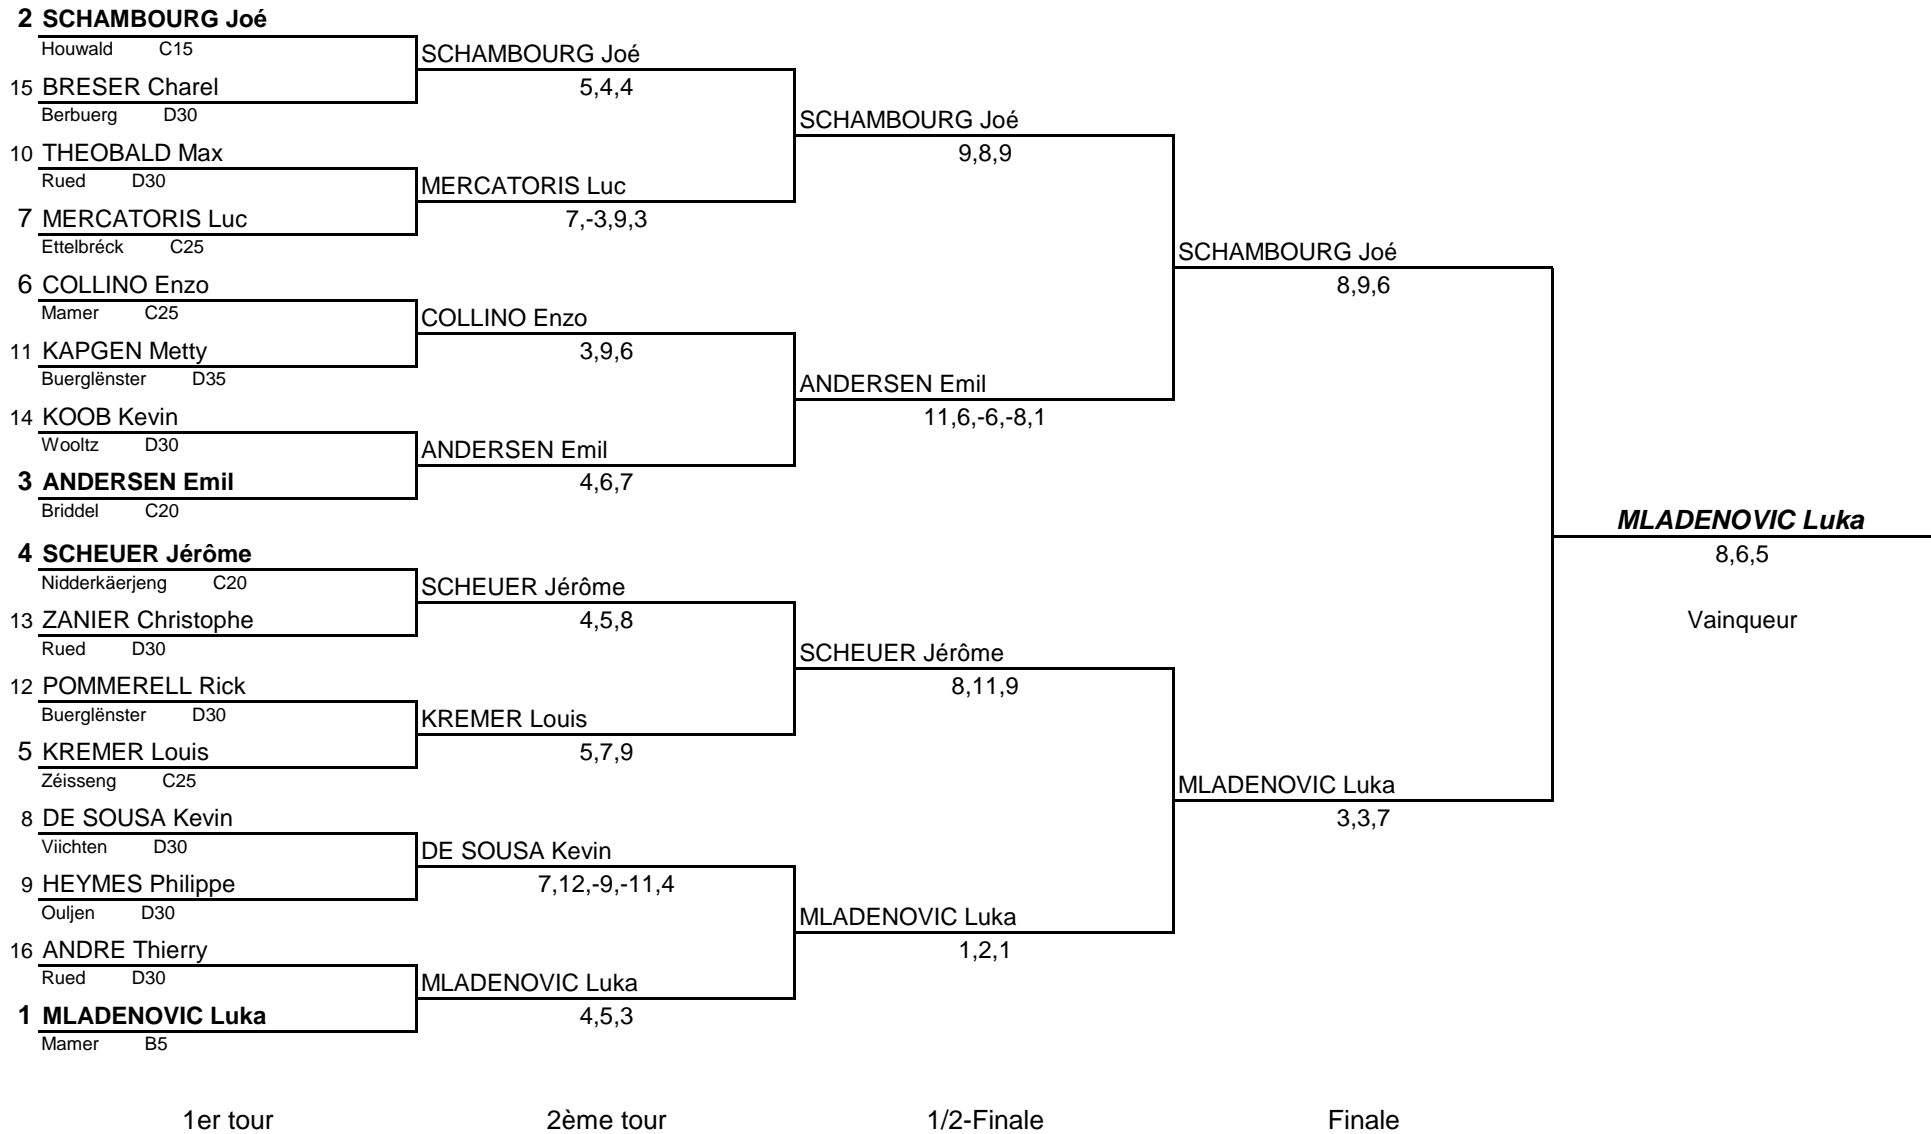 2 SCHAMBOURG Joé
Houwald C15
SCHAMBOURG Joé
15 BRESER Charel
5,4,4
Berbuerg D30
SCHAMBOURG Joé
10 THEOBALD Max
9,8,9
Rued D30
MERCATORIS Luc
7 MERCATORIS Luc
7,-3,9,3
Ettelbréck C25
SCHAMBOURG Joé
6 COLLINO Enzo
8,9,6
Mamer C25
COLLINO Enzo
11 KAPGEN Metty
3,9,6
Buerglënster D35
ANDERSEN Emil
14 KOOB Kevin
11,6,-6,-8,1
Wooltz D30
ANDERSEN Emil
3 ANDERSEN Emil
4,6,7
Briddel C20
MLADENOVIC Luka
4 SCHEUER Jérôme
8,6,5
Nidderkäerjeng C20
SCHEUER Jérôme
13 ZANIER Christophe
4,5,8
Vainqueur
Rued D30
SCHEUER Jérôme
12 POMMERELL Rick
8,11,9
Buerglënster D30
KREMER Louis
5 KREMER Louis
5,7,9
Zéisseng C25
MLADENOVIC Luka
8 DE SOUSA Kevin
3,3,7
Viichten D30
DE SOUSA Kevin
9 HEYMES Philippe
7,12,-9,-11,4
Ouljen D30
MLADENOVIC Luka
16 ANDRE Thierry
1,2,1
Rued D30
MLADENOVIC Luka
1 MLADENOVIC Luka
4,5,3
Mamer B5
1er tour 2ème tour 1/2-Finale Finale